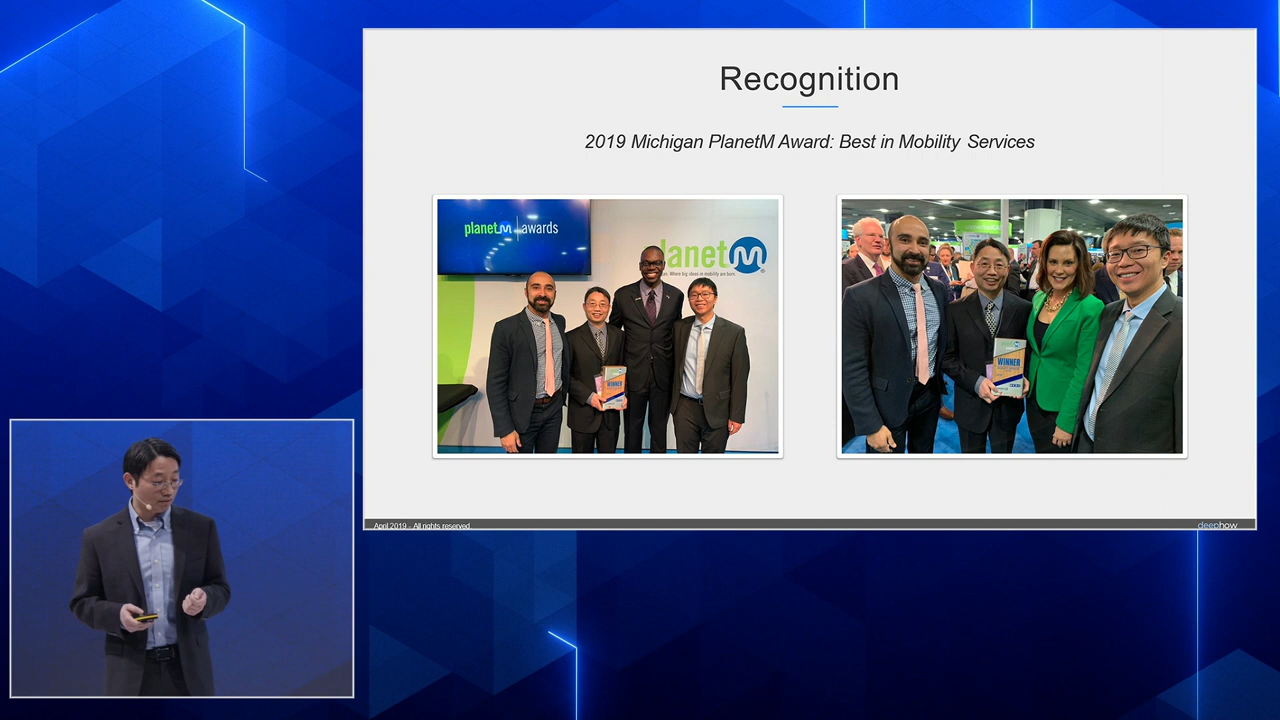 Recognition
2019 Michigan PlanetM Award: Best in Mobility Services
planetm awards
lanetM
WINNER
WINNER
April 2019 - All rights reserved.
deephow